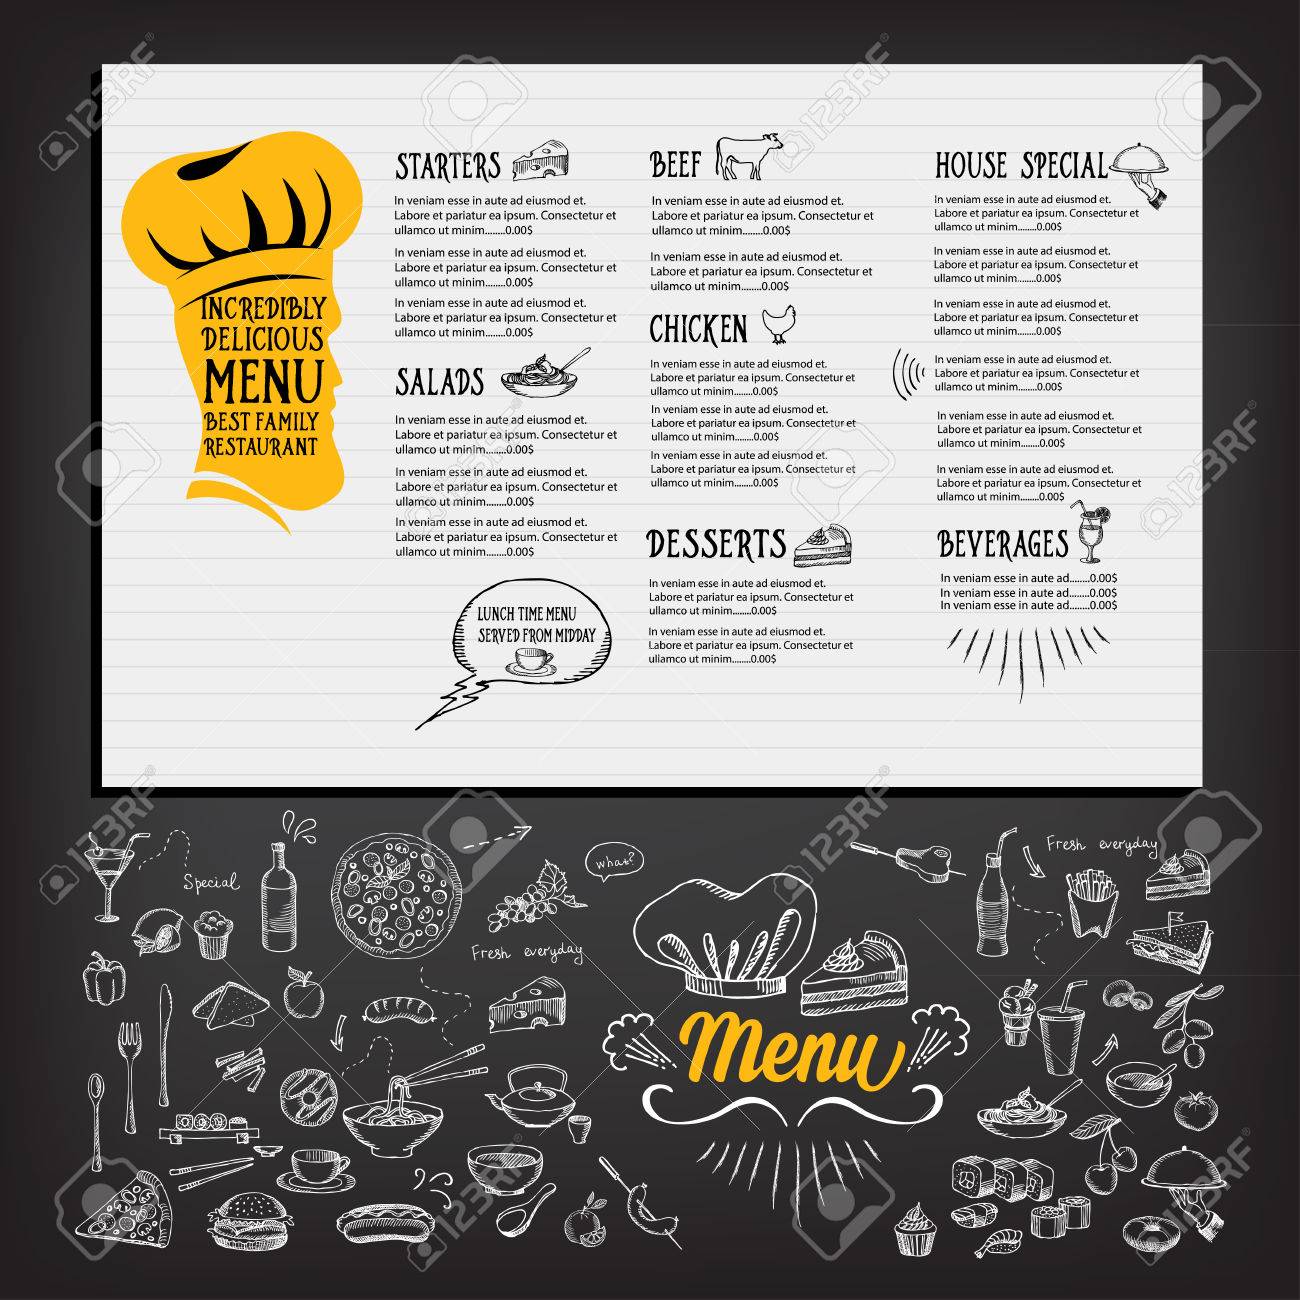 INCREDIBLY
DELICIOUS
MENU
BEST FAMILY
RESTAURANT
STARTERS
In veniam esse in aute ad eiusmod et.
Labore et pariatur ea ipsum. Consectetur et
ullamco ut minim........0.00$
In veniam esse in aute ad eiusmod et.
Labore et pariatur ea ipsum. Consectetur et
ullamco ut minim........0.00$
In veniam esse in aute ad eiusmod et.
Labore et pariatur ea ipsum. Consectetur et
ullamco ut minim........0.00$
SALADS
In veniam esse in aute ad eiusmod et.
Labore et pariatur ea ipsum. Consectetur et
ullamco ut minim........0.00$
In veniam esse in aute ad eiusmod et.
Labore et pariatur ea ipsum. Consectetur et
ullamco ut minim........0.00$
In veniam esse in aute ad eiusmod et.
Labore et pariatur ea ipsum. Consectetur et
ullamco ut minim........0.00$
LUNCH TIME MENU
SERVED FROM MIDDAY
BEEF
In veniam esse in aute ad eiusmod et.
Labore et pariatur ea ipsum. Consectetur et
ullamco ut minim........0.00$
In veniam esse in aute ad eiusmod et.
Labore et pariatur ea ipsum. Consectetur et
ullamco ut minim........0.00$
CHICKEN
In veniam esse in aute ad eiusmod et.
Labore et pariatur ea ipsum. Consectetur et
ullamco ut minim........0.00$
In veniam esse in aute ad eiusmod et.
Labore et pariatur ea ipsum. Consectetur et
ullamco ut minim........0.00$
In veniam esse in aute ad eiusmod et.
Labore et pariatur ea ipsum. Consectetur et
ullamco ut minim........0.00$
DESSERTS
In veniam esse in aute ad eiusmod et.
Labore et pariatur ea ipsum. Consectetur et
ullamco ut minim........0.00$
In veniam esse in aute ad eiusmod et.
Labore et pariatur ea ipsum. Consectetur et
ullamco ut minim........0.00$
HOUSE SPECIAL
In veniam esse in aute ad eiusmod et.
Labore et pariatur ea ipsum. Consectetur et
ullamco ut minim........0.00$
In veniam esse in aute ad eiusmod et.
Labore et pariatur ea ipsum. Consectetur et
ullamco ut minim........0.00$
In veniam esse in aute ad eiusmod et.
Labore et pariatur ea ipsum. Consectetur et
ullamco ut minim........0.00$
In veniam esse in aute ad eiusmod et.
Labore et pariatur ea ipsum. Consectetur et
ullamco ut minim........0.00$
In veniam esse in aute ad eiusmod et.
Labore et pariatur ea ipsum. Consectetur et
ullamco ut minim........0.00$
In veniam esse in aute ad eiusmod et.
Labore et pariatur ea ipsum. Consectetur et
ullamco ut minim........0.00$
BEVERAGES
In veniam esse in aute ad........0.00$
In veniam esse in aute ad........0.00$
In veniam esse in aute ad........0.00$
Special
what?
Fresh everyday
Fresh everyday
Menu
123RF